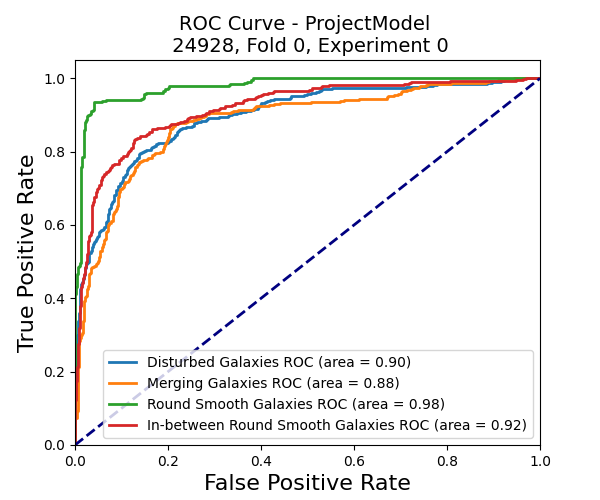 ROC Curve - ProjectModel
24928, Fold 0, Experiment 0
True Positive Rate
1.0
0.8
0.6
0.4
0.2
0.0
Disturbed Galaxies ROC (area = 0.90)
Merging Galaxies ROC (area = 0.88)
Round Smooth Galaxies ROC (area = 0.98)
In-between Round Smooth Galaxies ROC (area = 0.92)
0.0 0.2 0.4 0.6 0.8 1.0
False Positive Rate